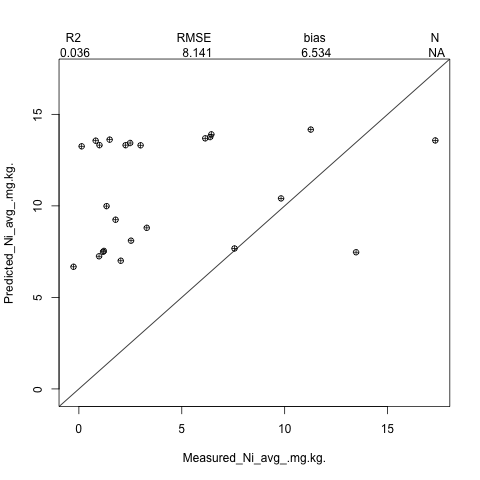 R2 RMSE bias N
0.036 8.141 6.534 NA
15
10
5
0
Predicted_Ni_avg_.mg.kg.
0 5 10 15
Measured_Ni_avg_.mg.kg.